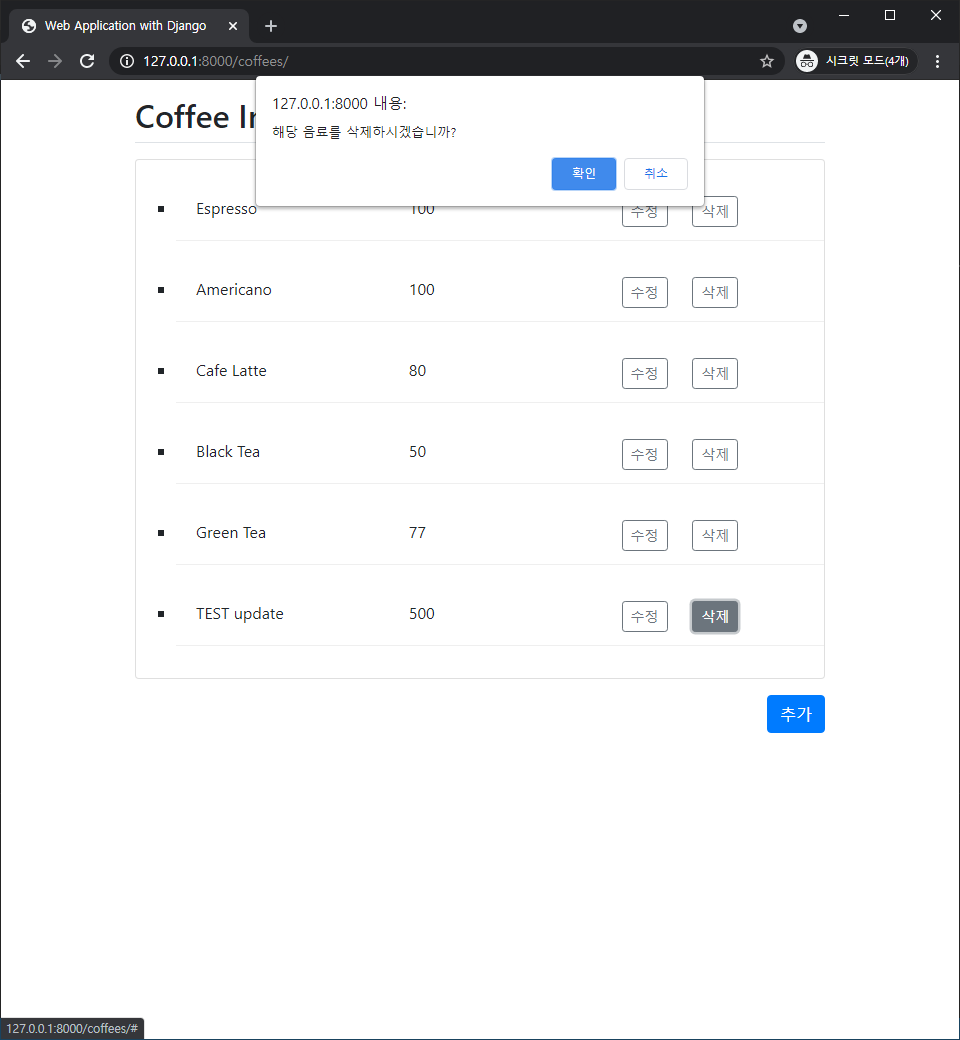 Web Application with Django
127.0.0.1:8000/coffees/
시크릿 모드(4개)
127.0.0.1:8000 내용:
해당 음료를 삭제하시겠습니까?
확인 취소
Coffee
Espresso 100 수정 삭제
Americano 100 수정 삭제
Cafe Latte 80 수정 삭제
Black Tea 50 수정 삭제
Green Tea 77 수정 삭제
TEST update 500 수정 삭제
추가
127.0.0.1:8000/coffees/#